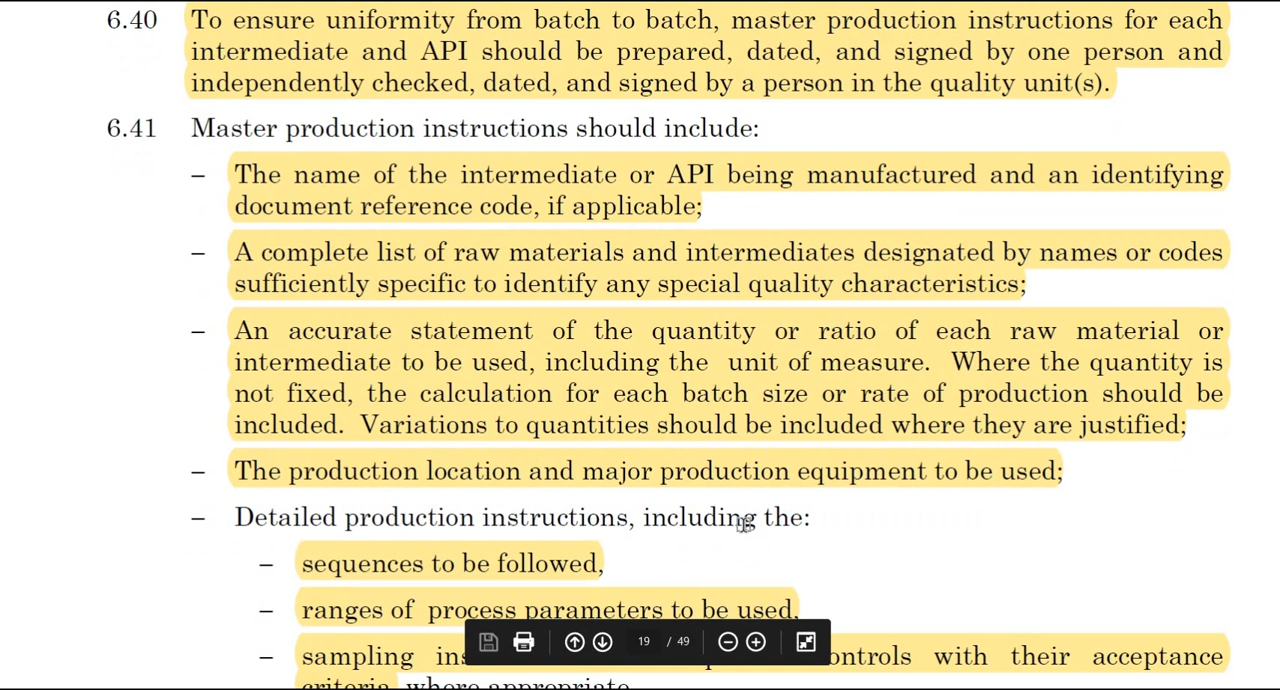 6.40 To ensure uniformity from batch to batch, master production instructions for each
intermediate and API should be prepared, dated, and signed by one person and
independently checked, dated, and signed by a person in the quality unit(s).
6.41 Master production instructions should include:
– The name of the intermediate or API being manufactured and an identifying
document reference code, if applicable;
– A complete list of raw materials and intermediates designated by names or codes
sufficiently specific to identify any special quality characteristics;
– An accurate statement of the quantity or ratio of each raw material or
intermediate to be used, including the unit of measure. Where the quantity is
not fixed, the calculation for each batch size or rate of production should be
included. Variations to quantities should be included where they are justified;
– The production location and major production equipment to be used;
– Detailed production instructions, including the:
– sequences to be followed,
– ranges of process parameters to be used,
– sampling controls with their acceptance
criteria, where appropriate
19 / 49